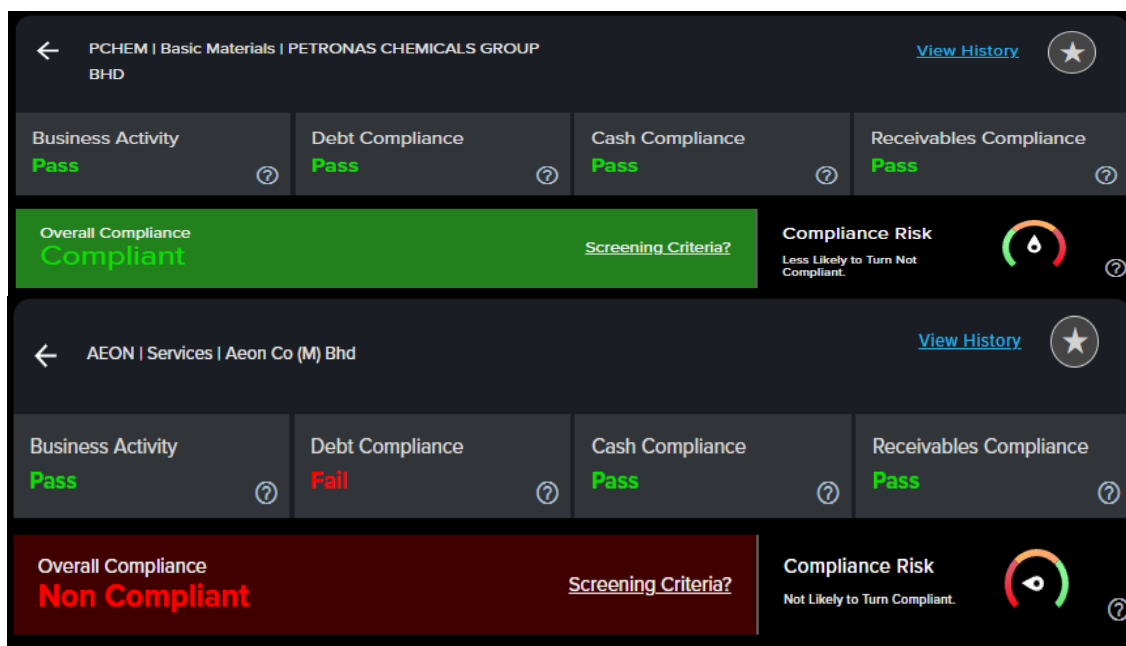 PCHEM | Basic Materials | PETRONAS CHEMICALS GROUP
BHD
View History
Business Activity
Pass
Debt Compliance
Pass
Cash Compliance
Pass
Receivables Compliance
Pass
Overall Compliance
Compliant
Screening Criteria?
Compliance Risk
Less Likely to Turn Not
Compliant.
AEON | Services | Aeon Co (M) Bhd
View History
Business Activity
Pass
Debt Compliance
Fail
Cash Compliance
Pass
Receivables Compliance
Pass
Overall Compliance
Non Compliant
Screening Criteria?
Compliance Risk
Not Likely to Turn Compliant.